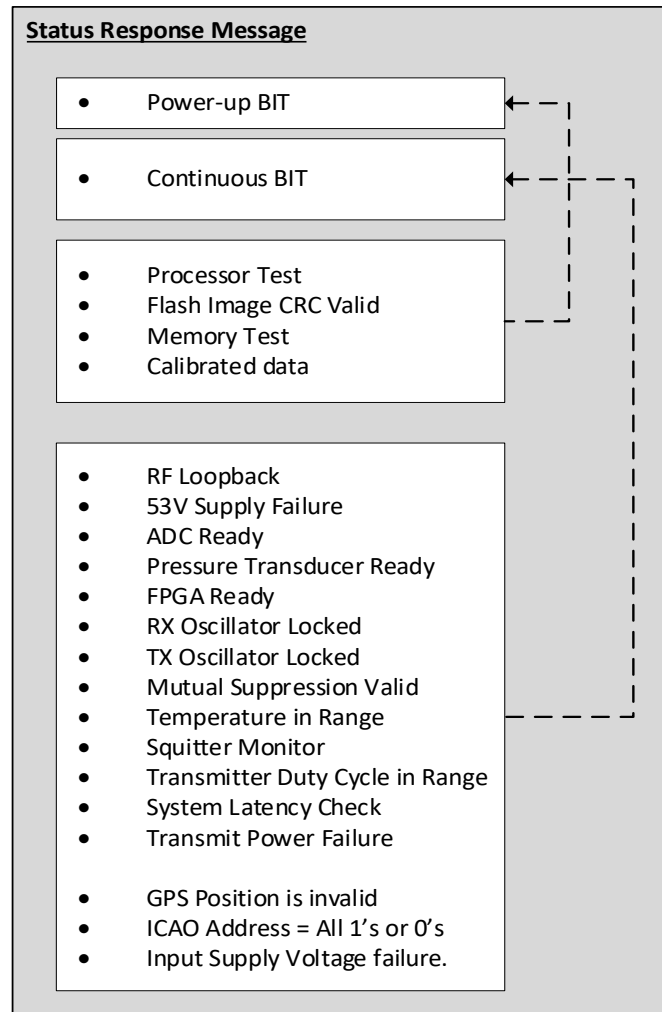 Status Response Message
• Power-up BIT
• Continuous BIT
• Processor Test
• Flash Image CRC Valid
• Memory Test
• Calibrated data
• RF Loopback
• 53V Supply Failure
• ADC Ready
• Pressure Transducer Ready
• FPGA Ready
• RX Oscillator Locked
• TX Oscillator Locked
• Mutual Suppression Valid
• Temperature in Range
• Squitter Monitor
• Transmitter Duty Cycle in Range
• System Latency Check
• Transmit Power Failure
• GPS Position is invalid
• ICAO Address = All 1’s or 0’s
• Input Supply Voltage failure.